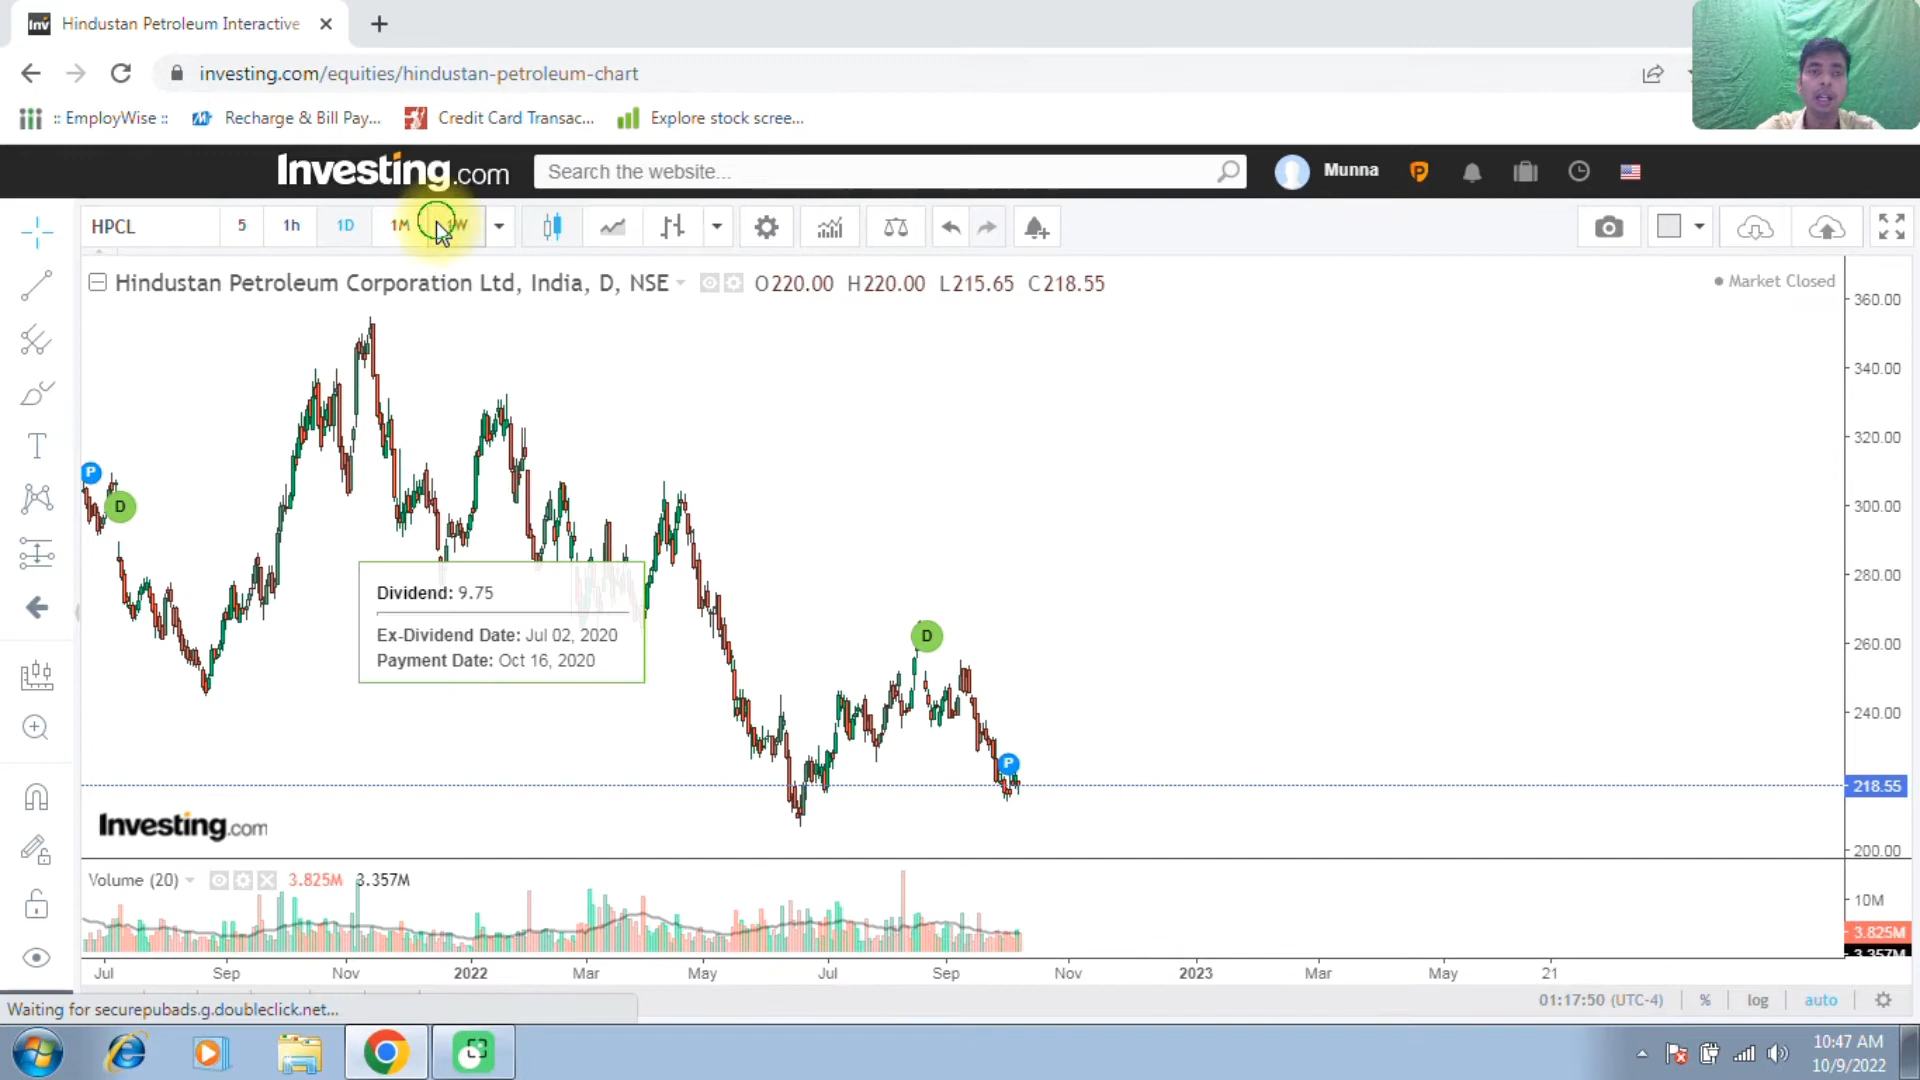 Inv Hindustan Petroleum Interactive
investing.com/equities/hindustan-petroleum-chart
:: EmployWise :: Recharge & Bill Pay... Credit Card Transac... Explore stock scree...
Investing.com Search the website... Munna P
HPCL 5 1h 1D 1M 1W
Hindustan Petroleum Corporation Ltd, India, D, NSE O220.00 H220.00 L215.65 C218.55
Market Closed
360.00
340.00
320.00
300.00
280.00
260.00
240.00
218.55
200.00
T
P
D
Dividend: 9.75
Ex-Dividend Date: Jul 02, 2020
Payment Date: Oct 16, 2020
D
P
Investing.com
Volume (20) 3.825M 3.357M
10M
3.825M
3.357M
Jul Sep Nov 2022 Mar May Jul Sep Nov 2023 Mar May 21
01:17:50 (UTC-4) % log auto
Waiting for securepubads.g.doubleclick.net...
10:47 AM
10/9/2022